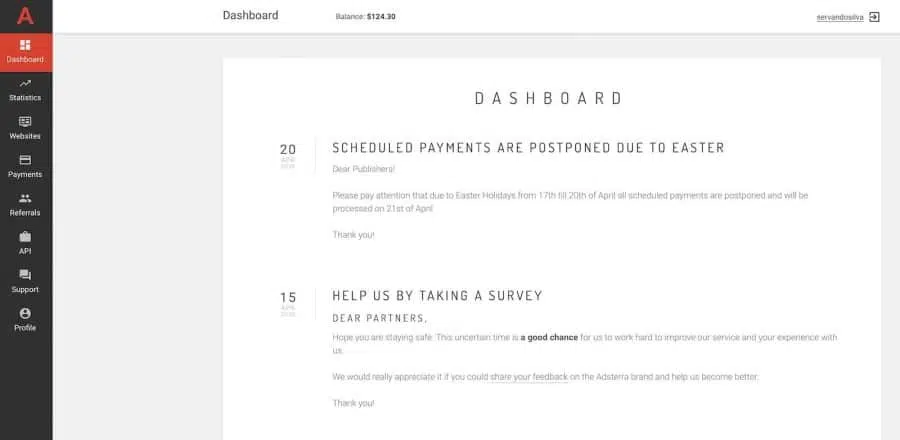 A
Dashboard
Balance: $124.30
servandosilva
Dashboard
Statistics
Websites
Payments
Referrals
API
Support
Profile
DASHBOARD
20
SCHEDULED PAYMENTS ARE POSTPONED DUE TO EASTER
Dear Publishers!
Please pay attention that due to Easter Holidays from 17th till 20th of April all scheduled payments are postponed and will be
processed on 21st of April
Thank you!
15
HELP US BY TAKING A SURVEY
DEAR PARTNERS,
Hope you are staying safe. This uncertain time is a good chance for us to work hard to improve our service and your experience with
us.
We would really appreciate it if you could share your feedback on the Adsterra brand and help us become better.
Thank you!